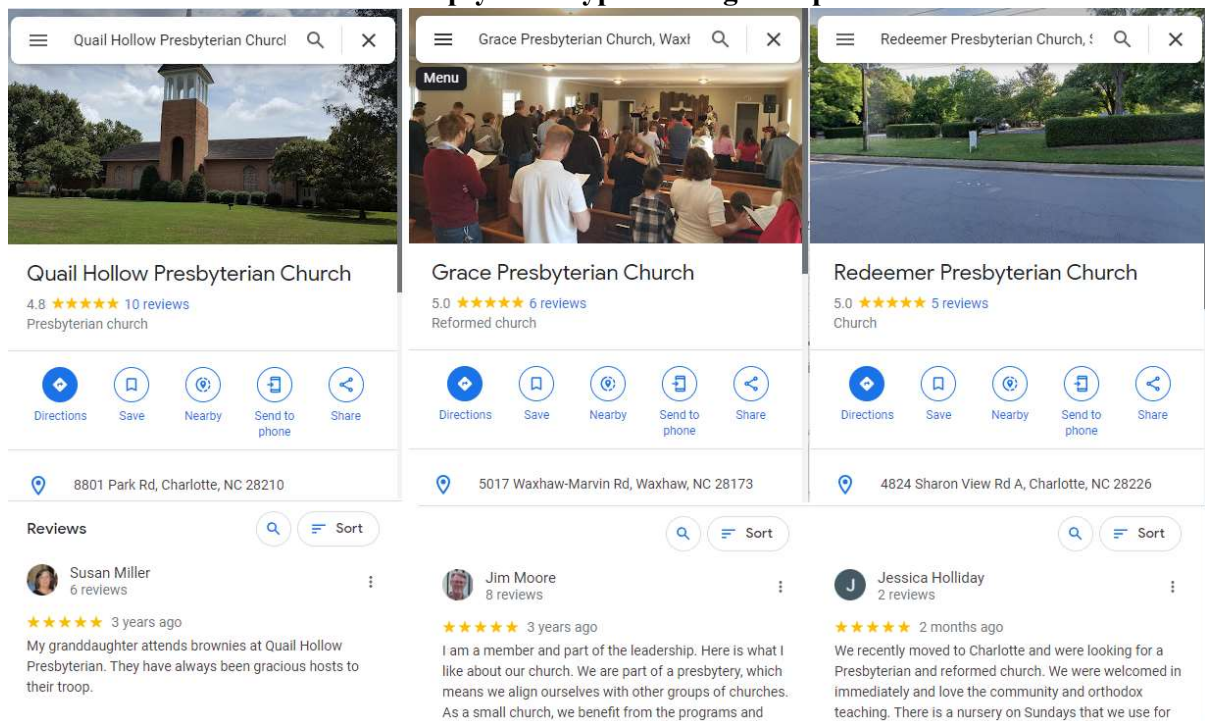 Quail Hollow Presbyterian Churcl
Quail Hollow Presbyterian Church
4.8 10 reviews
Presbyterian church
Directions
Save
Nearby
Send to
phone
Share
8801 Park Rd, Charlotte, NC 28210
Reviews
Sort
Susan Miller
6 reviews
3 years ago
My granddaughter attends brownies at Quail Hollow
Presbyterian. They have always been gracious hosts to
their troop.
Grace Presbyterian Church, Waxl
Menu
Grace Presbyterian Church
5.0 6 reviews
Reformed church
Directions
Save
Nearby
Send to
phone
Share
5017 Waxhaw-Marvin Rd, Waxhaw, NC 28173
Sort
Jim Moore
8 reviews
3 years ago
I am a member and part of the leadership. Here is what I
like about our church. We are part of a presbytery, which
means we align ourselves with other groups of churches.
As a small church, we benefit from the programs and
Redeemer Presbyterian Church,
Redeemer Presbyterian Church
5.0 5 reviews
Church
Directions
Save
Nearby
Send to
phone
Share
4824 Sharon View Rd A, Charlotte, NC 28226
Sort
J
Jessica Holliday
2 reviews
2 months ago
We recently moved to Charlotte and were looking for a
Presbyterian and reformed church. We were welcomed in
immediately and love the community and orthodox
teaching. There is a nursery on Sundays that we use for